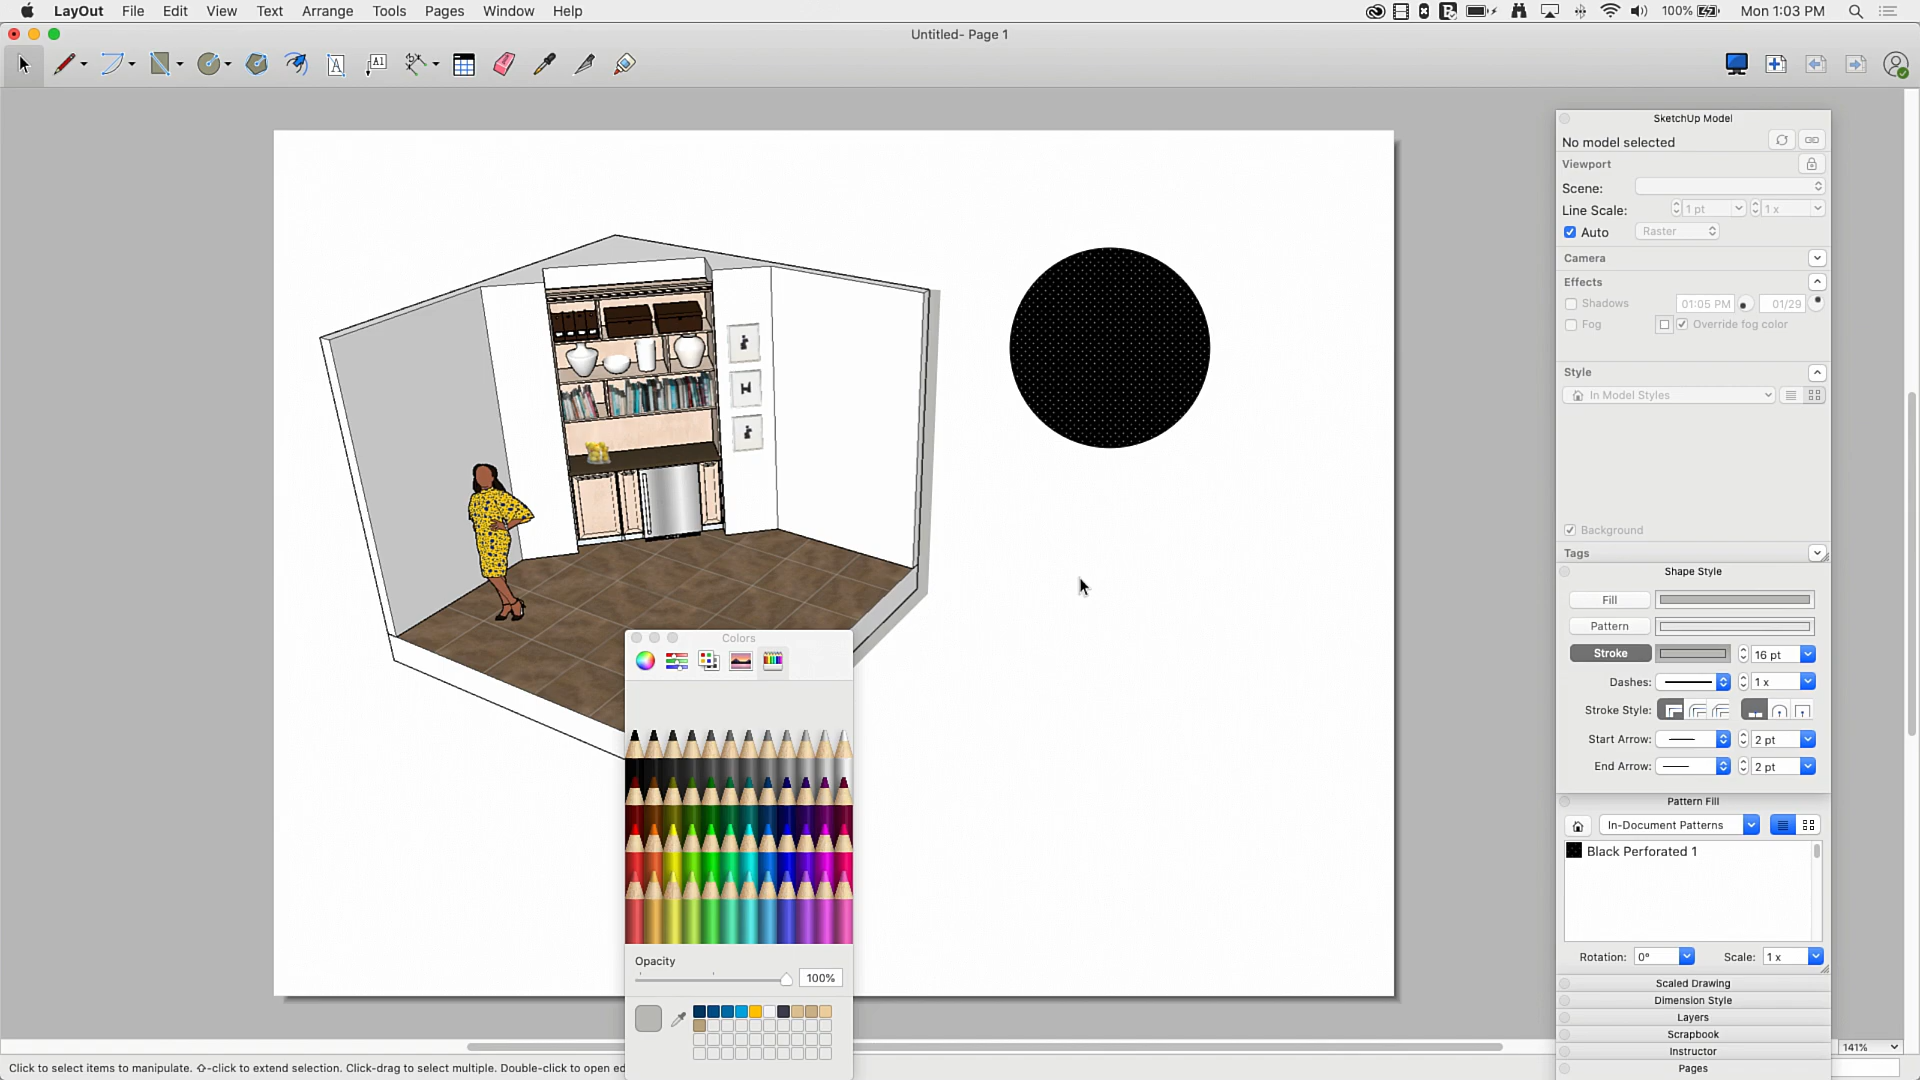 LayOut File Edit View Text Arrange Tools Pages Window Help
100% Mon 1:03 PM
Untitled- Page 1
A1
SketchUp Model
No model selected
Viewport
Scene:
Line Scale: 1 pt 1 x
Auto Raster
Camera
Effects
Shadows 01:05 PM 01/29
Fog Override fog color
Style
In Model Styles
Background
Tags
Shape Style
Fill
Pattern
Stroke 16 pt
Dashes: 1 x
Stroke Style:
Start Arrow: 2 pt
End Arrow: 2 pt
Pattern Fill
In-Document Patterns
Black Perforated 1
Rotation: 0° Scale: 1 x
Scaled Drawing
Dimension Style
Layers
Scrapbook
Instructor
Pages
Colors
Opacity
100%
141%
Click to select items to manipulate. ⇧-click to extend selection. Click-drag to select multiple. Double-click to open ed